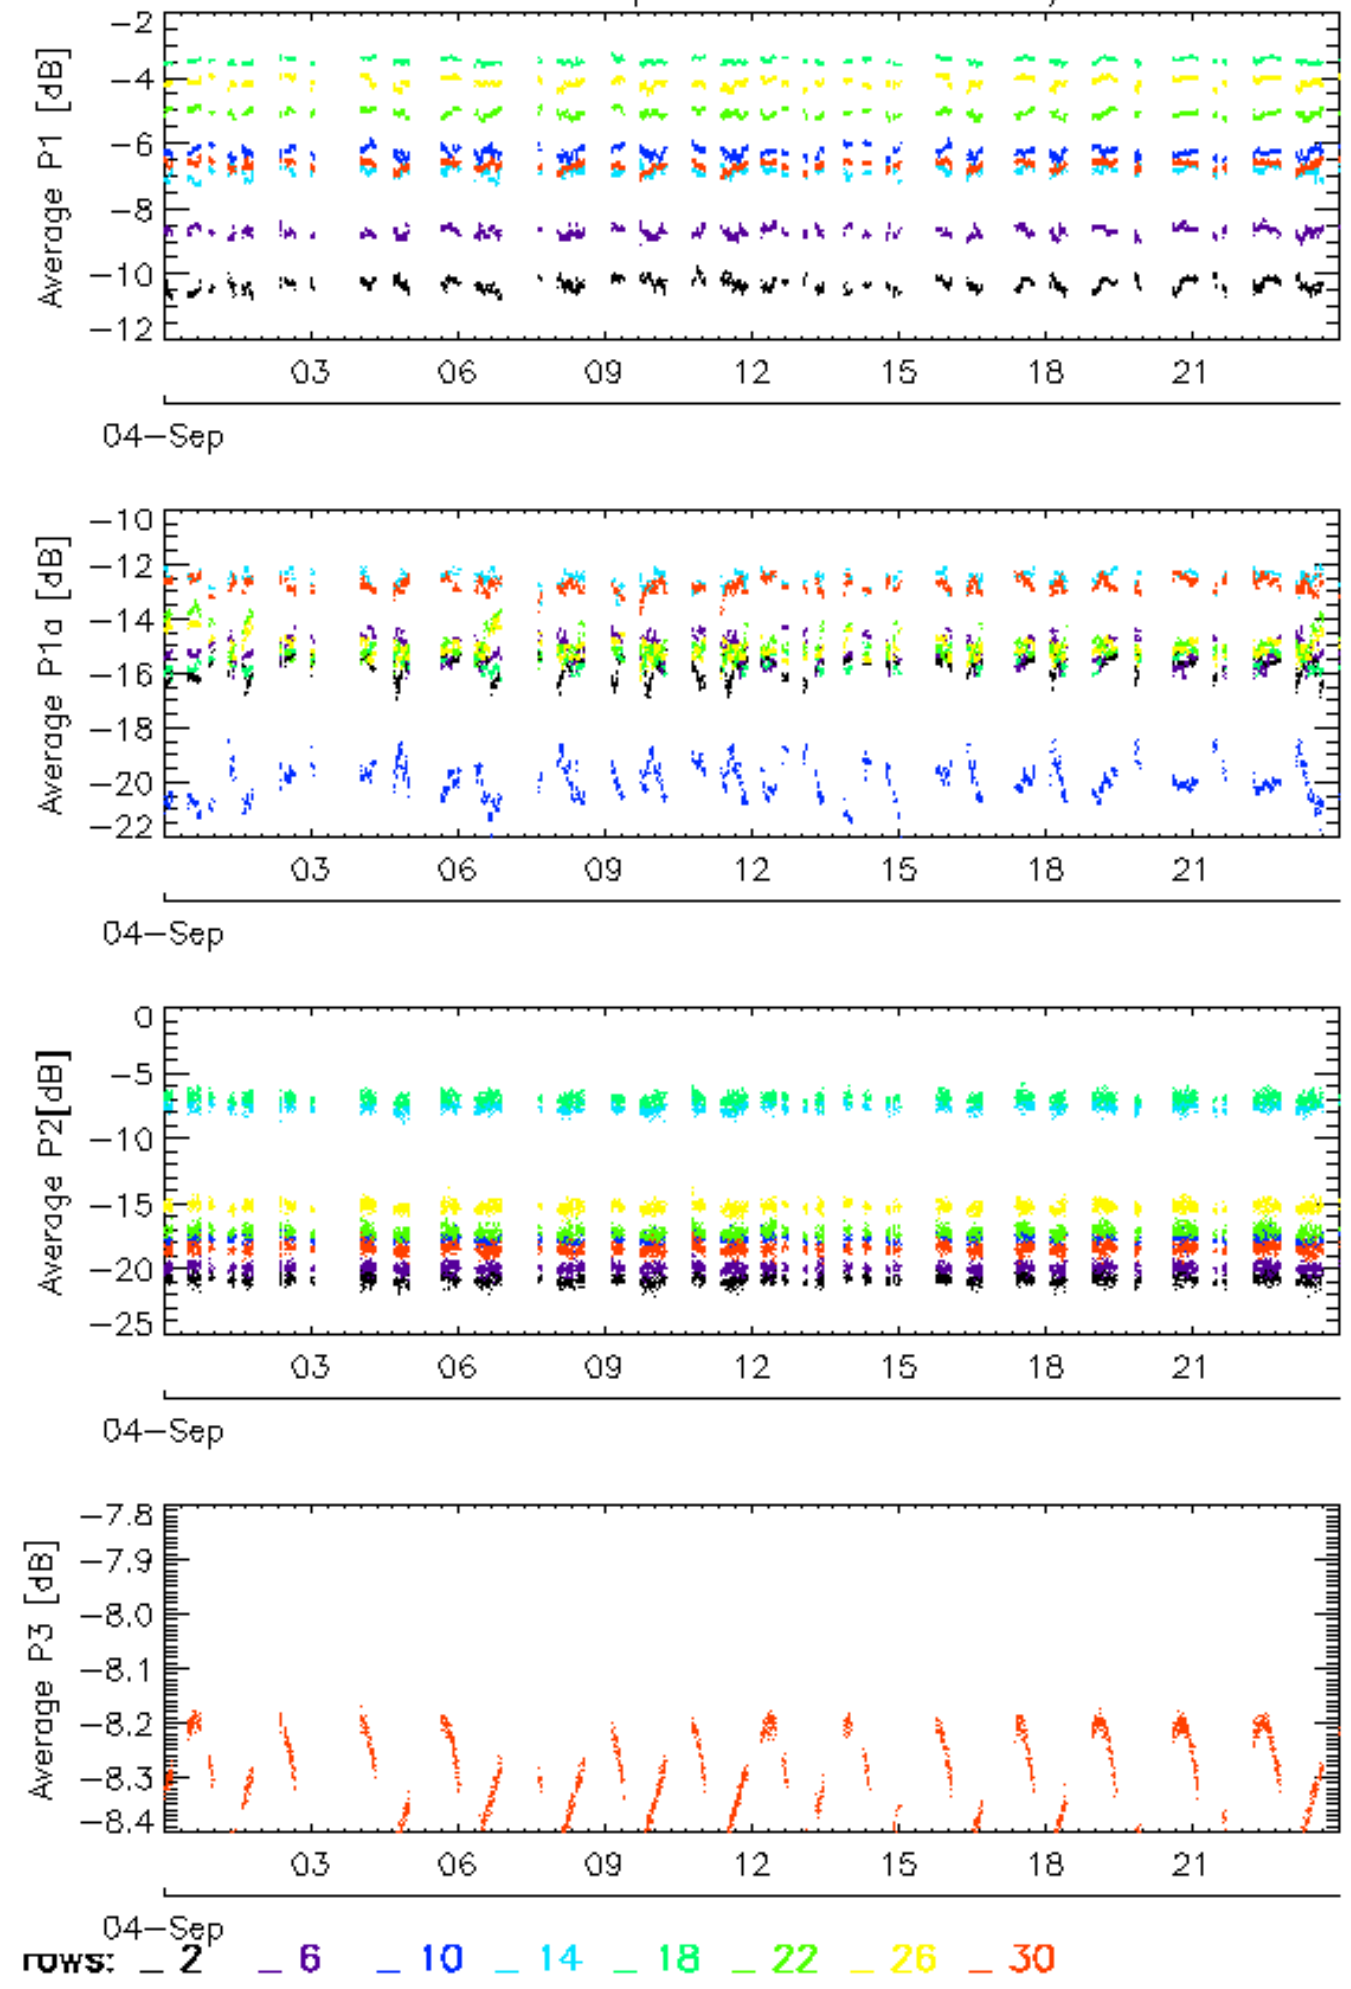 Average P1 [dB]
-2
-4
-6
-8
-10
-12
03 06 09 12 15 18 21
04-Sep
Average P1a [dB]
-10
-12
-14
-16
-18
-20
-22
03 06 09 12 15 18 21
04-Sep
Average P2[dB]
0
-5
-10
-15
-20
-25
03 06 09 12 15 18 21
04-Sep
Average P3 [dB]
-7.8
-7.9
-8.0
-8.1
-8.2
-8.3
-8.4
03 06 09 12 15 18 21
04-Sep
rows: _ 2 _ 6 _ 10 _ 14 _ 18 _ 22 _ 26 _ 30